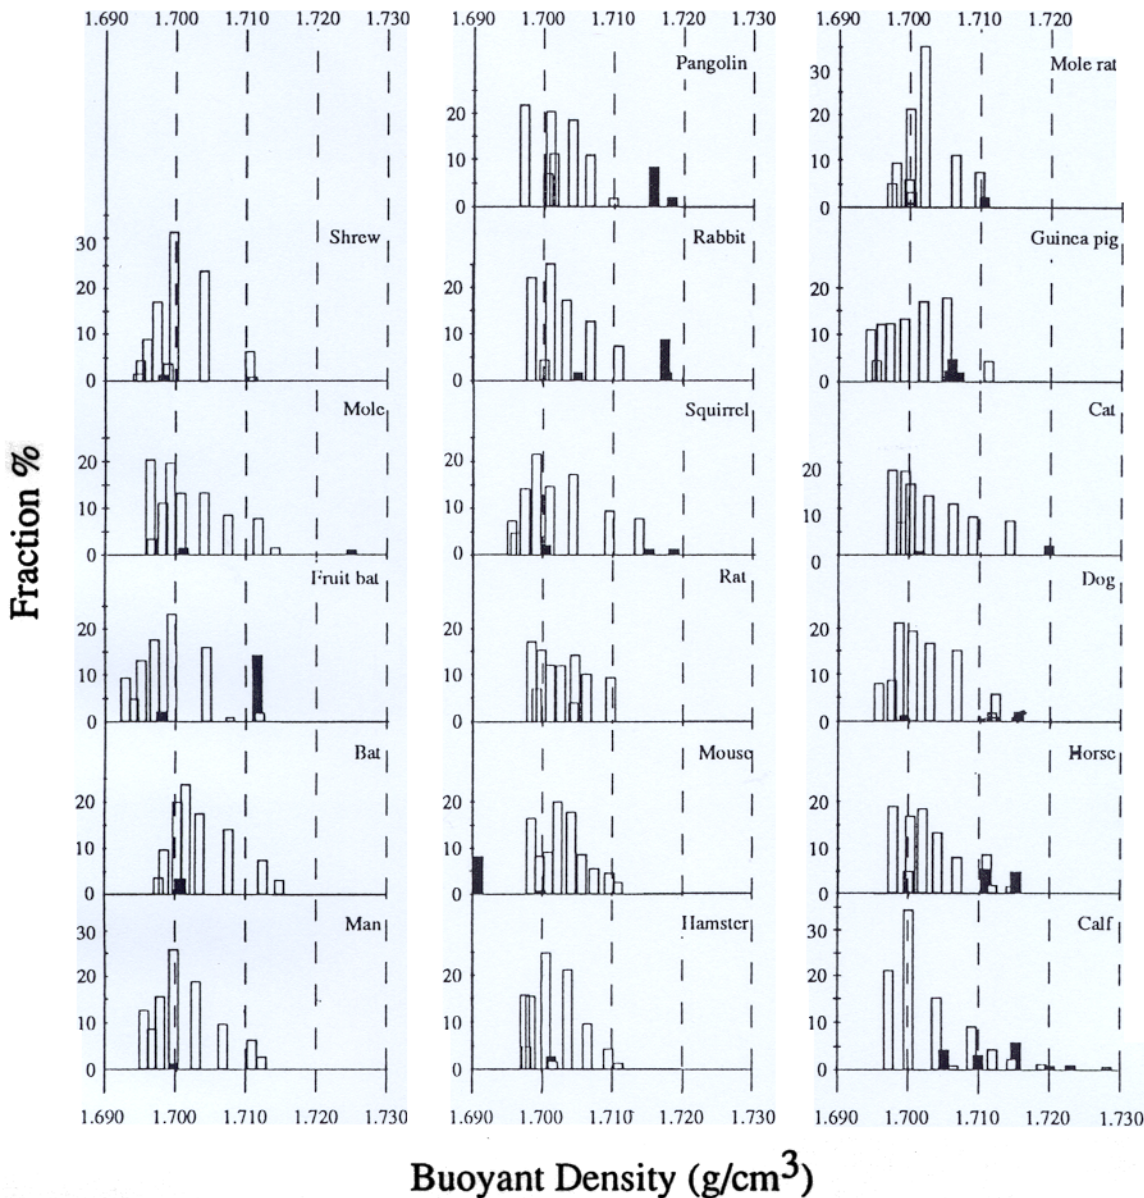 1.690 1.700 1.710 1.720 1.730
1.690 1.700 1.710 1.720 1.730
1.690 1.700 1.710 1.720
Pangolin
20
10
0
Mole rat
30
20
10
0
Shrew
30
20
10
0
Rabbit
20
10
0
Guinea pig
20
10
0
Mole
20
10
0
Squirrel
20
10
0
Cat
20
10
0
Fruit bat
20
10
0
Rat
20
10
0
Dog
20
10
0
Bat
20
10
0
Mouse
20
10
0
Horse
20
10
0
Man
30
20
10
0
Hamster
20
10
0
Calf
30
20
10
0
1.690 1.700 1.710 1.720 1.730
1.690 1.700 1.710 1.720 1.730
1.690 1.700 1.710 1.720 1.730
Fraction %
Buoyant Density (g/cm³)